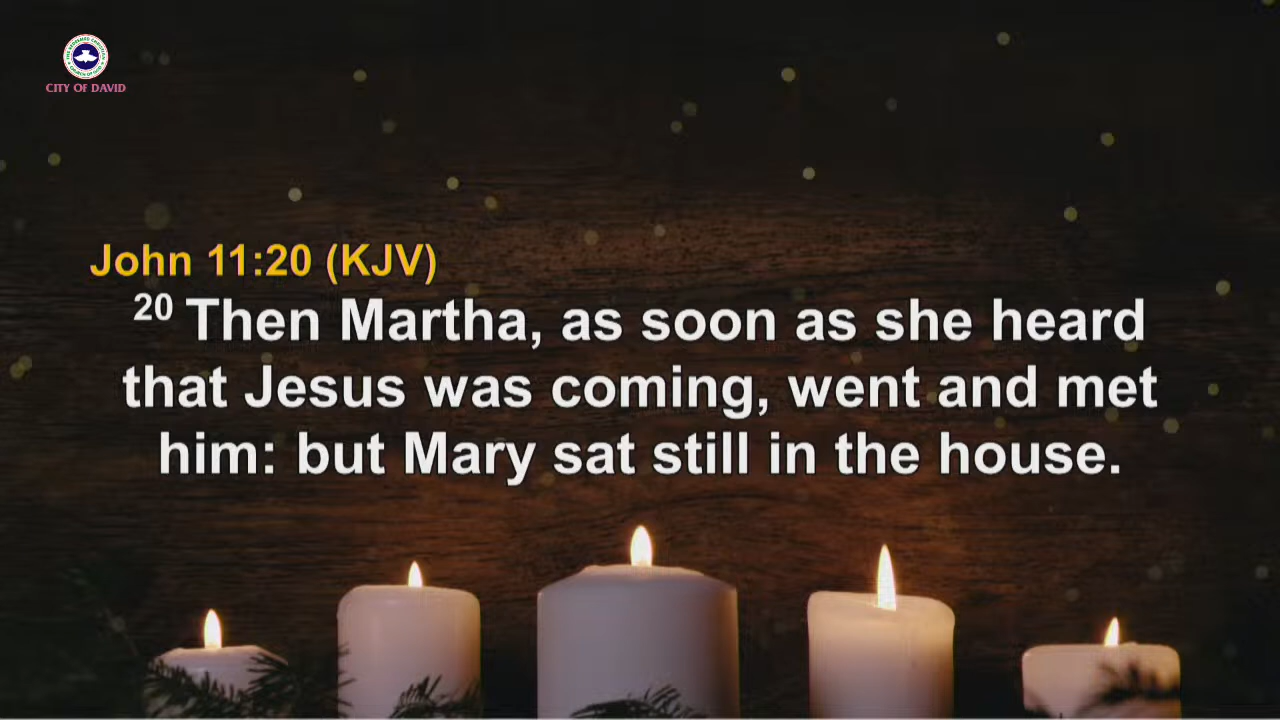 CITY OF DAVID
John 11:20 (KJV)
20 Then Martha, as soon as she heard
that Jesus was coming, went and met
him: but Mary sat still in the house.